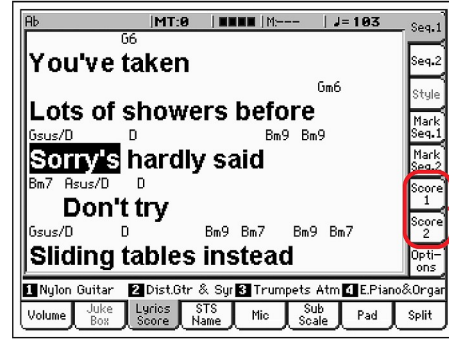 Ab |MT:0 | |M:--- | ♩=103
Seq.1
G6
You've taken
Seq.2
Gm6
Style
Lots of showers before
Mark Seq.1
Gsus/D D Bm9 Bm9
Sorry's hardly said
Mark Seq.2
Bm7 Asus/D D
Score 1
Don't try
Score 2
Gsus/D D Bm9 Bm7 Bm9 Bm7
Sliding tables instead
Opti-
ons
1 Nylon Guitar 2 Dist.Gtr & Syr 3 Trumpets Atm 4 E.Piano&Organ
Volume Juke Box Lyrics Score STS Name Mic Sub Scale Pad Split